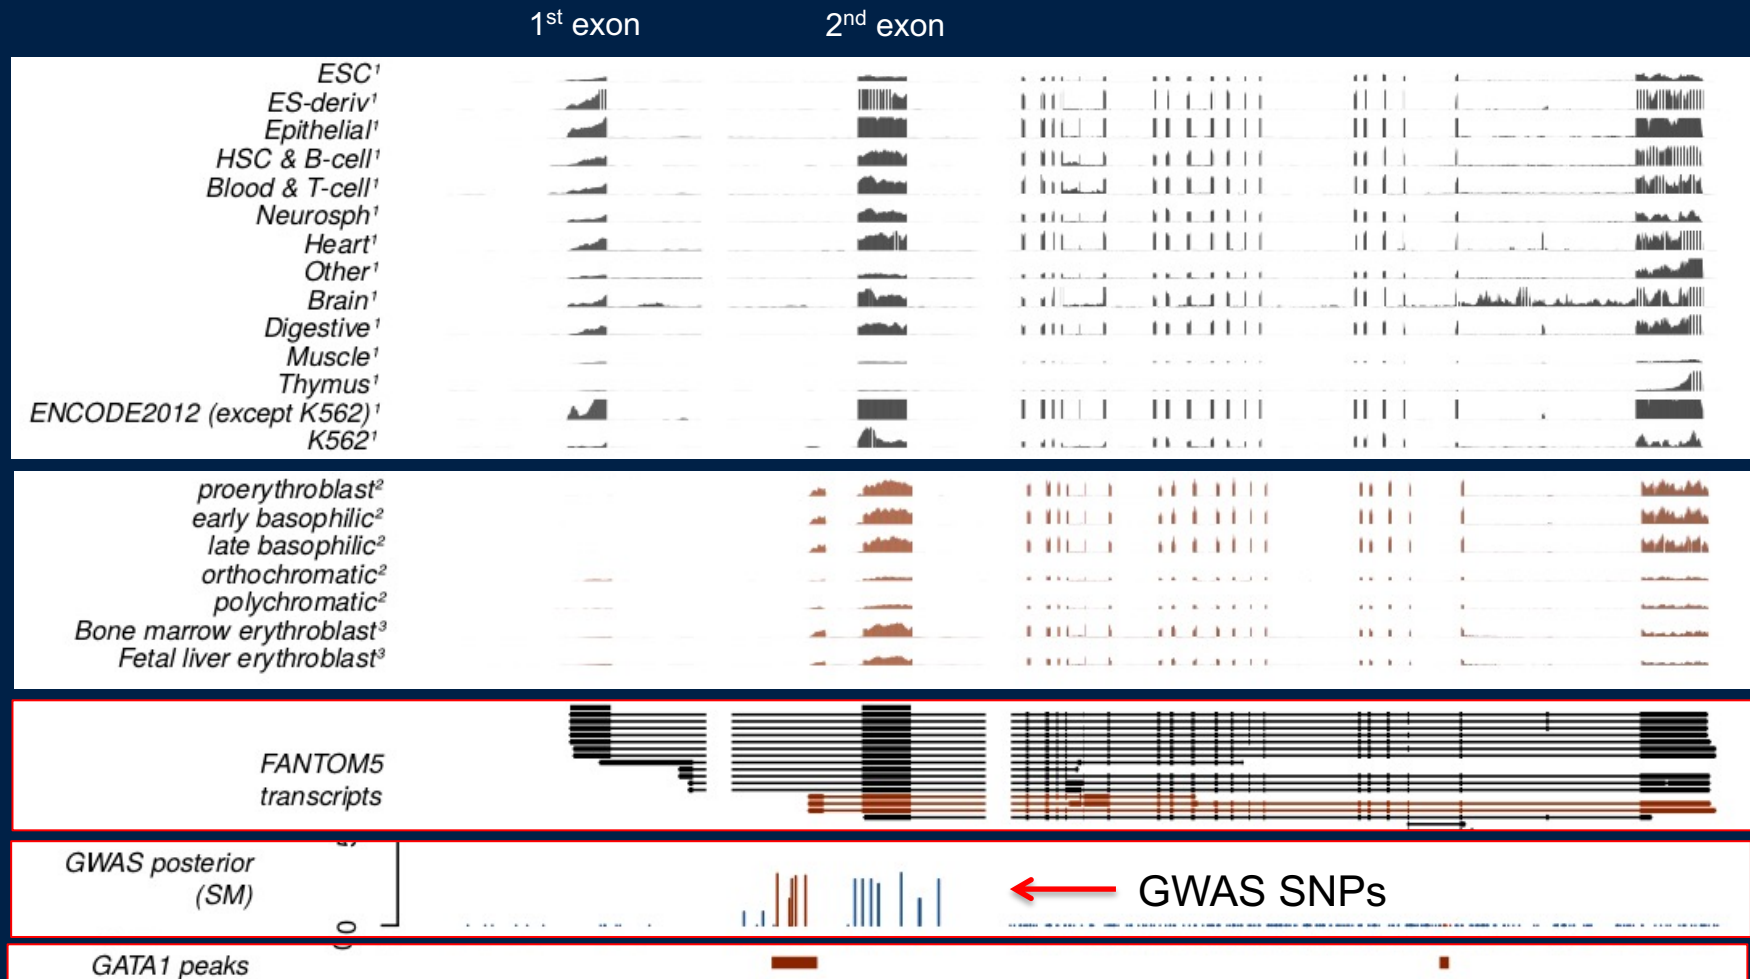 1st exon
2nd exon
ESC1
ES-deriv1
Epithelial1
HSC & B-cell1
Blood & T-cell1
Neurosph1
Heart1
Other1
Brain1
Digestive1
Muscle1
Thymus1
ENCODE2012 (except K562)1
K5621
proerythroblast2
early basophilic2
late basophilic2
orthochromatic2
polychromatic2
Bone marrow erythroblast3
Fetal liver erythroblast3
FANTOM5
transcripts
GWAS posterior
(SM)
GWAS SNPs
GATA1 peaks